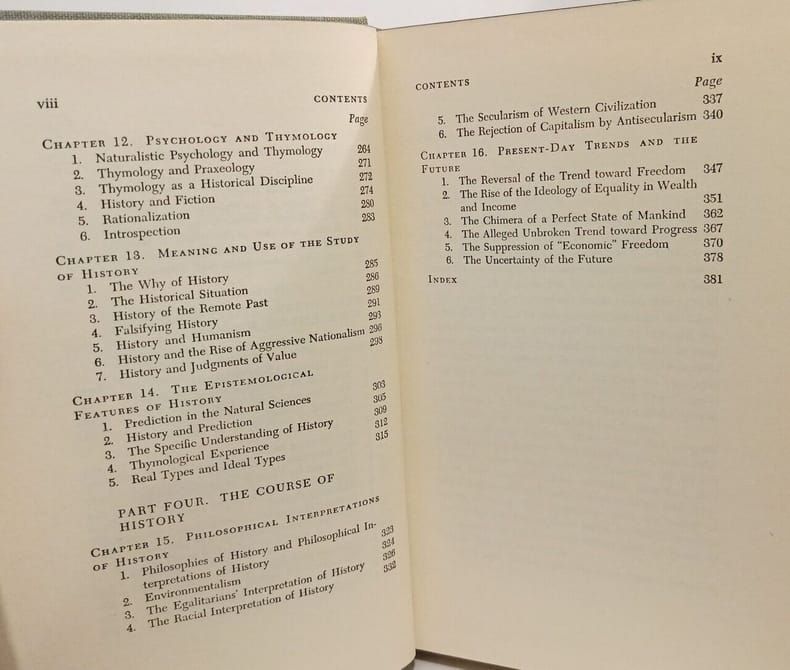 viii CONTENTS
Page
CHAPTER 12. PSYCHOLOGY AND THYMOLOGY
1. Naturalistic Psychology and Thymology 264
2. Thymology and Praxeology 271
3. Thymology as a Historical Discipline 272
4. History and Fiction 274
5. Rationalization 280
6. Introspection 283
CHAPTER 13. MEANING AND USE OF THE STUDY
OF HISTORY
1. The Why of History 285
2. The Historical Situation 286
3. History of the Remote Past 289
4. Falsifying History 291
5. History and Humanism 293
6. History and the Rise of Aggressive Nationalism 296
7. History and Judgments of Value 298
CHAPTER 14. THE EPISTEMOLOGICAL
FEATURES OF HISTORY
1. Prediction in the Natural Sciences 303
2. History and Prediction 305
3. The Specific Understanding of History 309
4. Thymological Experience 312
5. Real Types and Ideal Types 315
PART FOUR. THE COURSE OF
HISTORY
CHAPTER 15. PHILOSOPHICAL INTERPRETATIONS
OF HISTORY
1. Philosophies of History and Philosophical In-
terpretations of History 323
2. Environmentalism 324
3. The Egalitarians' Interpretation of History 326
4. The Racial Interpretation of History 332
CONTENTS ix
Page
5. The Secularism of Western Civilization 337
6. The Rejection of Capitalism by Antisecularism 340
CHAPTER 16. PRESENT-DAY TRENDS AND THE
FUTURE
1. The Reversal of the Trend toward Freedom 347
2. The Rise of the Ideology of Equality in Wealth
and Income 351
3. The Chimera of a Perfect State of Mankind 362
4. The Alleged Unbroken Trend toward Progress 367
5. The Suppression of "Economic" Freedom 370
6. The Uncertainty of the Future 378
INDEX 381